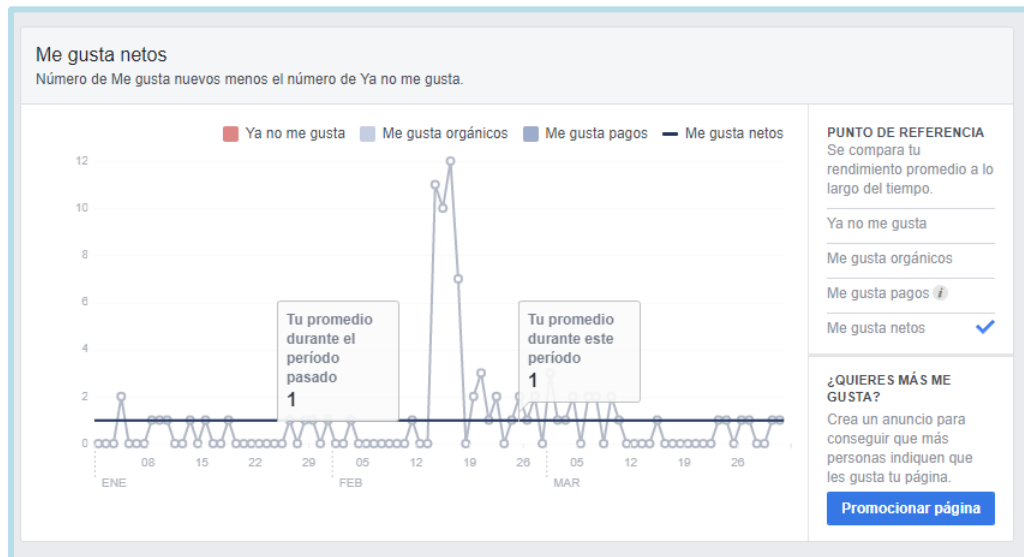 Me gusta netos
Número de Me gusta nuevos menos el número de Ya no me gusta.
Ya no me gusta
Me gusta orgánicos
Me gusta pagos
Me gusta netos
12
10
8
6
4
2
0
Tu promedio
durante el
período
pasado
1
Tu promedio
durante este
período
1
08
15
22
29
05
12
19
26
05
12
19
26
ENE
FEB
MAR
PUNTO DE REFERENCIA
Se compara tu
rendimiento promedio a lo
largo del tiempo.
Ya no me gusta
Me gusta orgánicos
Me gusta pagos i
Me gusta netos
¿QUIERES MÁS ME
GUSTA?
Crea un anuncio para
conseguir que más
personas indiquen que
les gusta tu página.
Promocionar página